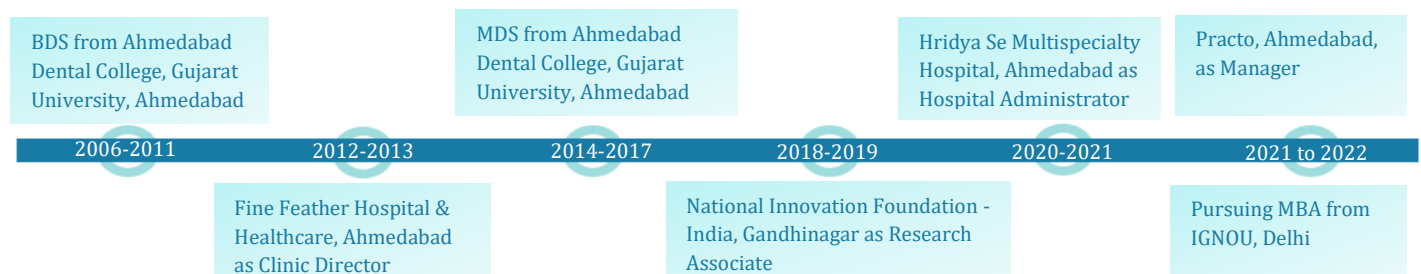 BDS from Ahmedabad
Dental College, Gujarat
University, Ahmedabad
MDS from Ahmedabad
Dental College, Gujarat
University, Ahmedabad
Hridya Se Multispecialty
Hospital, Ahmedabad as
Hospital Administrator
Practo, Ahmedabad,
as Manager
2006-2011
2012-2013
2014-2017
2018-2019
2020-2021
2021 to 2022
Fine Feather Hospital &
Healthcare, Ahmedabad
as Clinic Director
National Innovation Foundation -
India, Gandhinagar as Research
Associate
Pursuing MBA from
IGNOU, Delhi